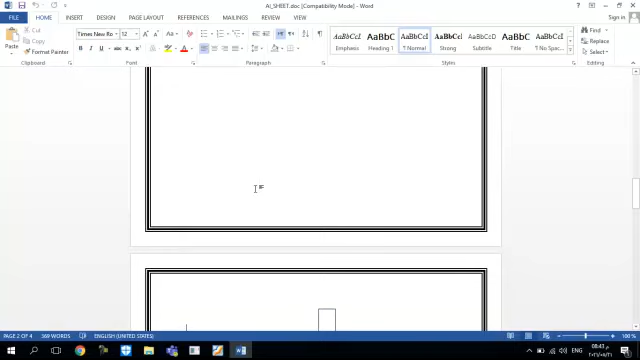 AI_SHEET.doc [Compatibility Mode] - Word
FILE HOME INSERT DESIGN PAGE LAYOUT REFERENCES MAILINGS REVIEW VIEW Sign in
Cut
Copy
Format Painter
Paste
Times New Ro 12
AaBbCcI AaBbC AaBbCcI AaBbCcI AaBbCcD AaBbC AaBbCcI
Emphasis Heading 1 ¶ Normal Strong Subtitle Title ¶ No Spac...
Find
Replace
Select
Clipboard Font Paragraph Styles Editing
PAGE 2 OF 4 369 WORDS ENGLISH (UNITED STATES) 100 %
ENG 08:43 م